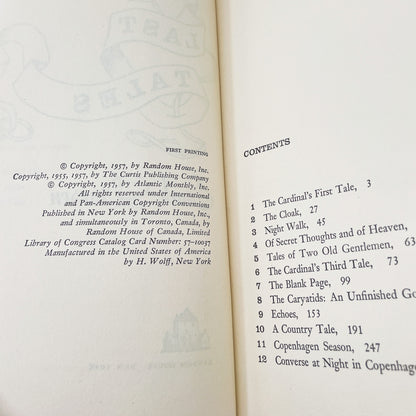 LAST
TALES
FIRST PRINTING
© Copyright, 1957, by Random House, Inc.
Copyright, 1955, 1957, by The Curtis Publishing Company
© Copyright, 1957, by Atlantic Monthly, Inc.
All rights reserved under International
and Pan-American Copyright Conventions
Published in New York by Random House, Inc.,
and simultaneously in Toronto, Canada, by
Random House of Canada, Limited
Library of Congress Catalog Card Number: 57-10037
Manufactured in the United States of America
by H. Wolff, New York
CONTENTS
1 The Cardinal's First Tale, 3
2 The Cloak, 27
3 Night Walk, 45
4 Of Secret Thoughts and of Heaven,
5 Tales of Two Old Gentlemen, 63
6 The Cardinal's Third Tale, 73
7 The Blank Page, 99
8 The Caryatids: An Unfinished Go
9 Echoes, 153
10 A Country Tale, 191
11 Copenhagen Season, 247
12 Converse at Night in Copenhagen